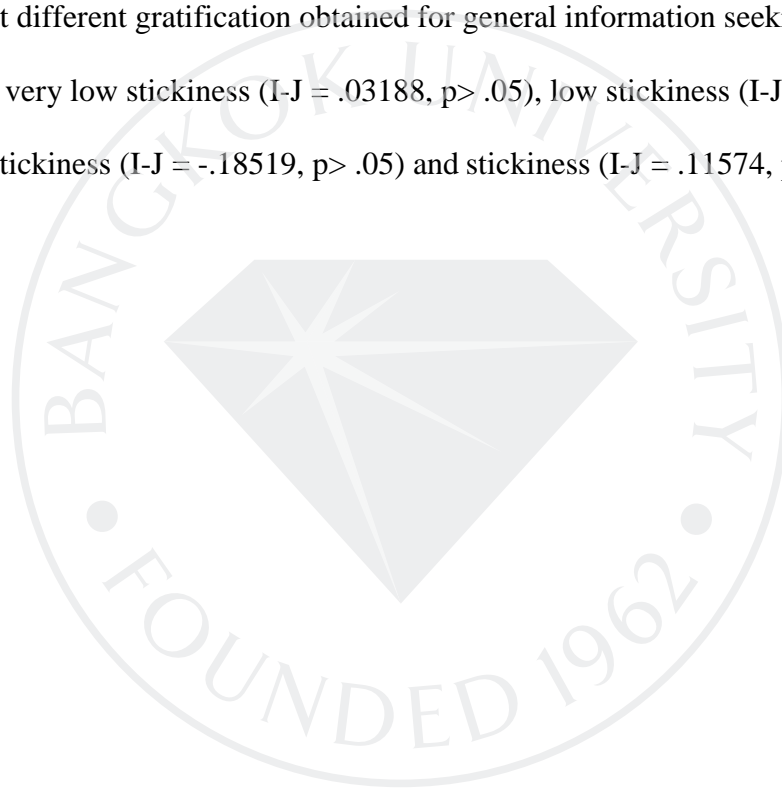 t different gratification obtained for general information seek
very low stickiness (I-J = .03188, p> .05), low stickiness (I-J
tickiness (I-J = -.18519, p> .05) and stickiness (I-J = .11574,
BANGKOK UNIVERSITY
FOUNDED 1962